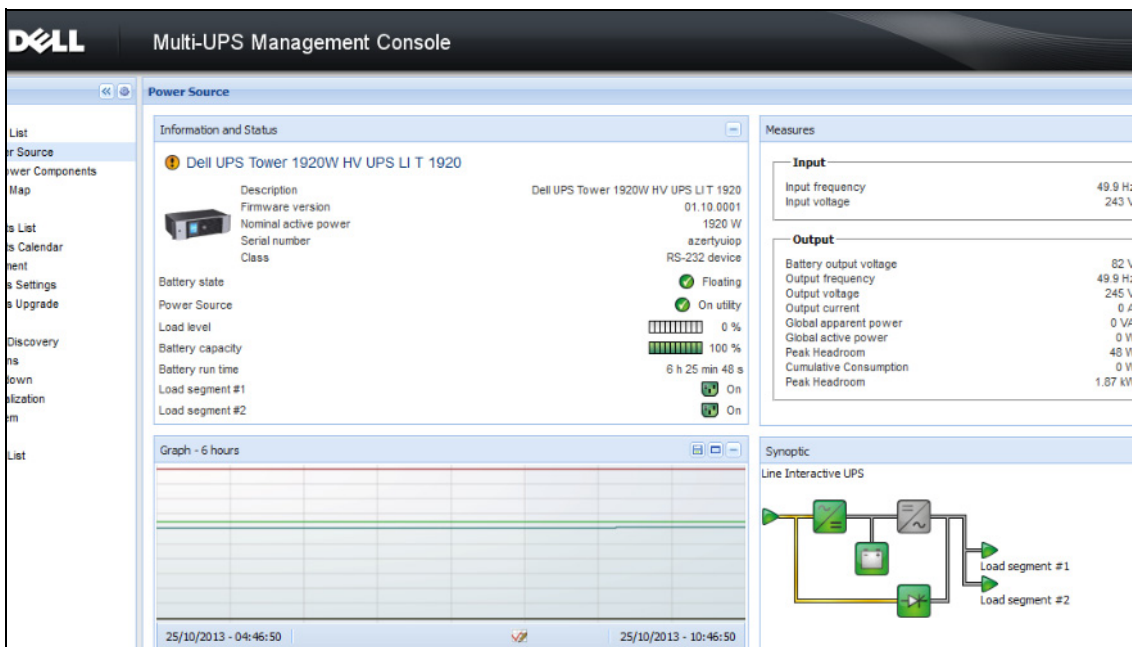 DELL
Multi-UPS Management Console
Power Source
List
er Source
ower Components
Map
ts List
ts Calendar
ment
s Settings
s Upgrade
Discovery
ns
down
alization
em
List
Information and Status
Dell UPS Tower 1920W HV UPS LI T 1920
Description Dell UPS Tower 1920W HV UPS LI T 1920
Firmware version 01.10.0001
Nominal active power 1920 W
Serial number azertyuiop
Class RS-232 device
Battery state Floating
Power Source On utility
Load level 0 %
Battery capacity 100 %
Battery run time 6 h 25 min 48 s
Load segment #1 On
Load segment #2 On
Measures
Input
Input frequency 49.9 Hz
Input voltage 243 V
Output
Battery output voltage 82 V
Output frequency 49.9 Hz
Output voltage 245 V
Output current 0 A
Global apparent power 0 VA
Global active power 0 W
Peak Headroom 48 W
Cumulative Consumption 0 W
Peak Headroom 1.87 kW
Graph - 6 hours
25/10/2013 - 04:46:50
25/10/2013 - 10:46:50
Synoptic
Line Interactive UPS
Load segment #1
Load segment #2